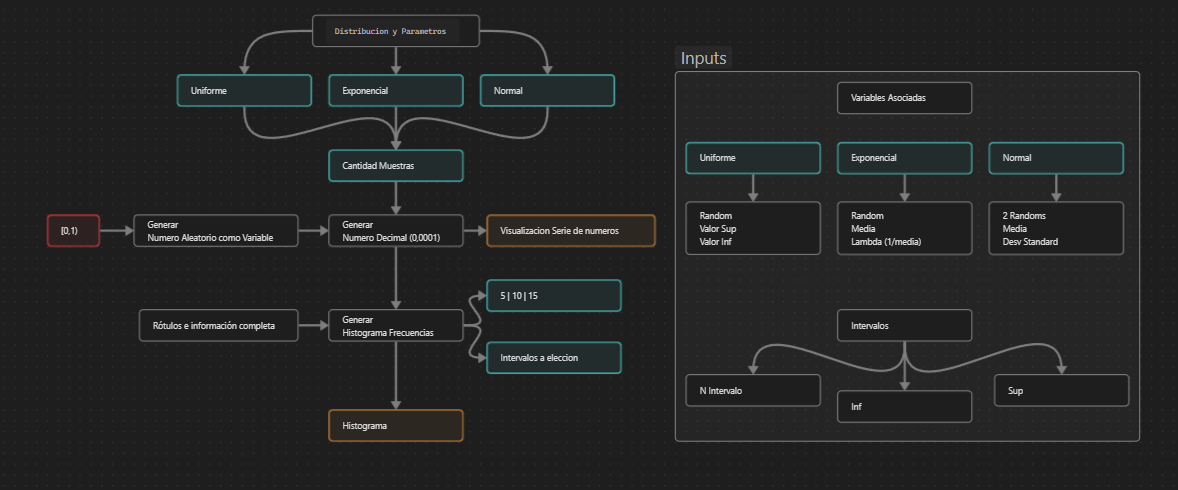 Distribucion y Parametros
Uniforme
Exponencial
Normal
Cantidad Muestras
[0,1)
Generar
Numero Aleatorio como Variable
Generar
Numero Decimal (0,0001)
Visualizacion Serie de numeros
5 | 10 | 15
Rótulos e información completa
Generar
Histograma Frecuencias
Intervalos a eleccion
Histograma
Inputs
Variables Asociadas
Uniforme
Exponencial
Normal
Random
Valor Sup
Valor Inf
Random
Media
Lambda (1/media)
2 Randoms
Media
Desv Standard
Intervalos
N Intervalo
Inf
Sup